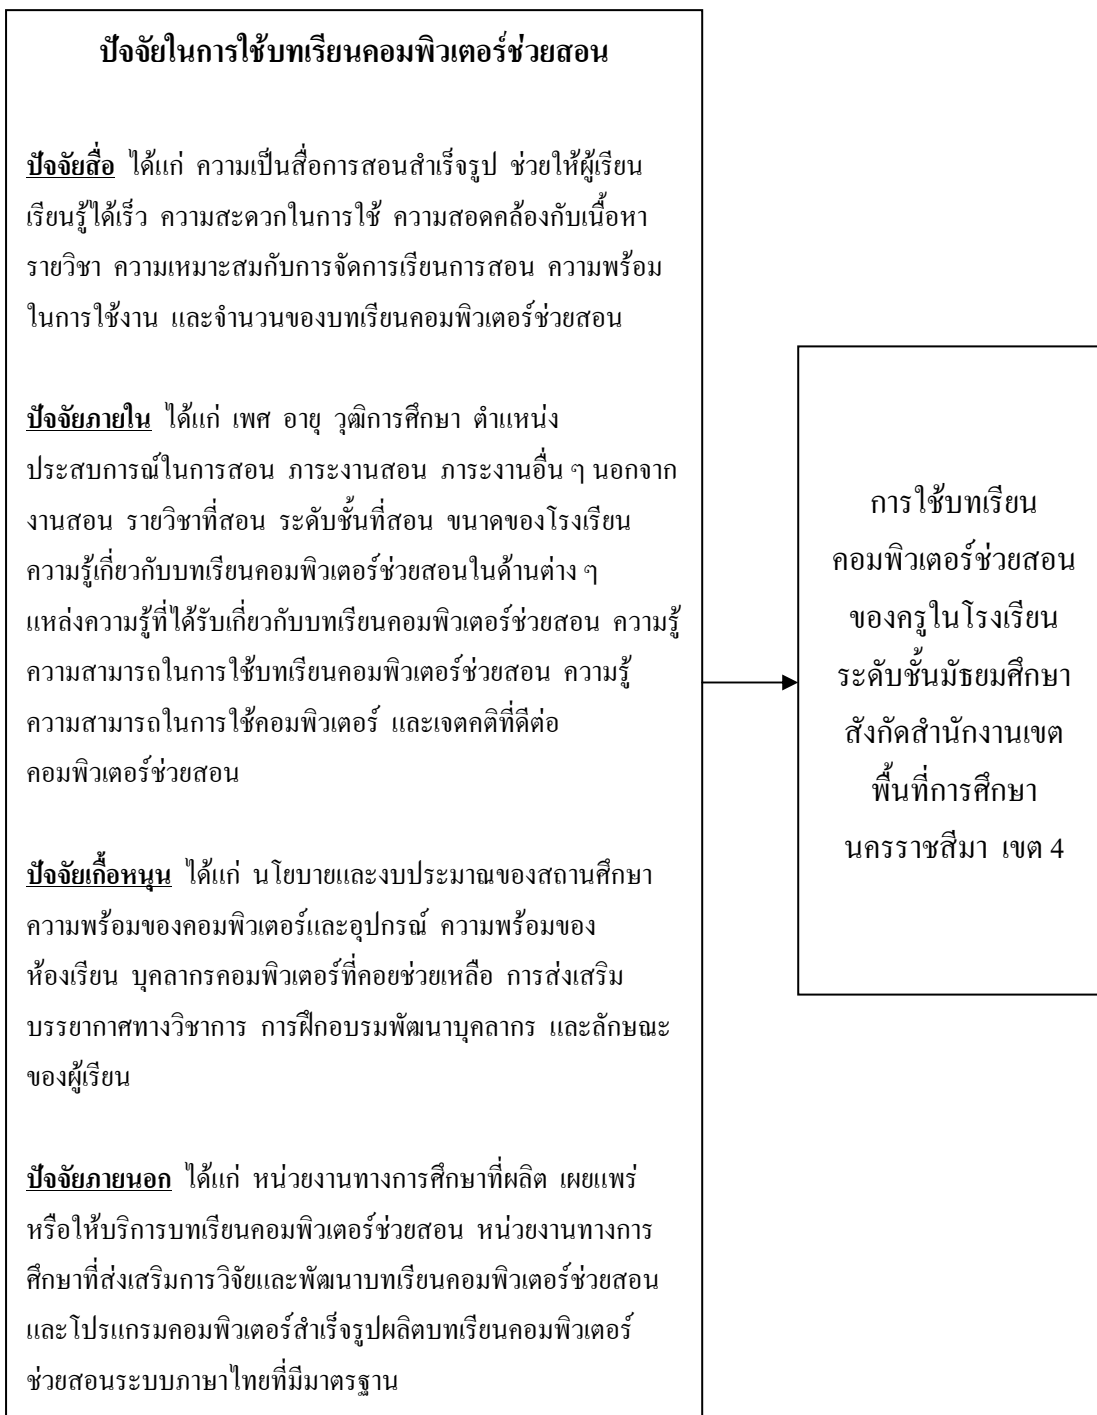 ปัจจัยในการใช้บทเรียนคอมพิวเตอร์ช่วยสอน
ปัจจัยสื่อ ได้แก่ ความเป็นสื่อการสอนสำเร็จรูป ช่วยให้ผู้เรียน
เรียนรู้ได้เร็ว ความสะดวกในการใช้ ความสอดคล้องกับเนื้อหา
รายวิชา ความเหมาะสมกับการจัดการเรียนการสอน ความพร้อม
ในการใช้งาน และจำนวนของบทเรียนคอมพิวเตอร์ช่วยสอน
ปัจจัยภายใน ได้แก่ เพศ อายุ วุฒิการศึกษา ตำแหน่ง
ประสบการณ์ในการสอน ภาระงานสอน ภาระงานอื่น ๆ นอกจาก
งานสอน รายวิชาที่สอน ระดับชั้นที่สอน ขนาดของโรงเรียน
ความรู้เกี่ยวกับบทเรียนคอมพิวเตอร์ช่วยสอนในด้านต่าง ๆ
แหล่งความรู้ที่ได้รับเกี่ยวกับบทเรียนคอมพิวเตอร์ช่วยสอน ความรู้
ความสามารถในการใช้บทเรียนคอมพิวเตอร์ช่วยสอน ความรู้
ความสามารถในการใช้คอมพิวเตอร์ และเจตคติที่ดีต่อ
คอมพิวเตอร์ช่วยสอน
ปัจจัยเกื้อหนุน ได้แก่ นโยบายและงบประมาณของสถานศึกษา
ความพร้อมของคอมพิวเตอร์และอุปกรณ์ ความพร้อมของ
ห้องเรียน บุคลากรคอมพิวเตอร์ที่คอยช่วยเหลือ การส่งเสริม
บรรยากาศทางวิชาการ การฝึกอบรมพัฒนาบุคลากร และลักษณะ
ของผู้เรียน
ปัจจัยภายนอก ได้แก่ หน่วยงานทางการศึกษาที่ผลิต เผยแพร่
หรือให้บริการบทเรียนคอมพิวเตอร์ช่วยสอน หน่วยงานทางการ
ศึกษาที่ส่งเสริมการวิจัยและพัฒนาบทเรียนคอมพิวเตอร์ช่วยสอน
และโปรแกรมคอมพิวเตอร์สำเร็จรูปผลิตบทเรียนคอมพิวเตอร์
ช่วยสอนระบบภาษาไทยที่มีมาตรฐาน
การใช้บทเรียน
คอมพิวเตอร์ช่วยสอน
ของครูในโรงเรียน
ระดับชั้นมัธยมศึกษา
สังกัดสำนักงานเขต
พื้นที่การศึกษา
นครราชสีมา เขต 4